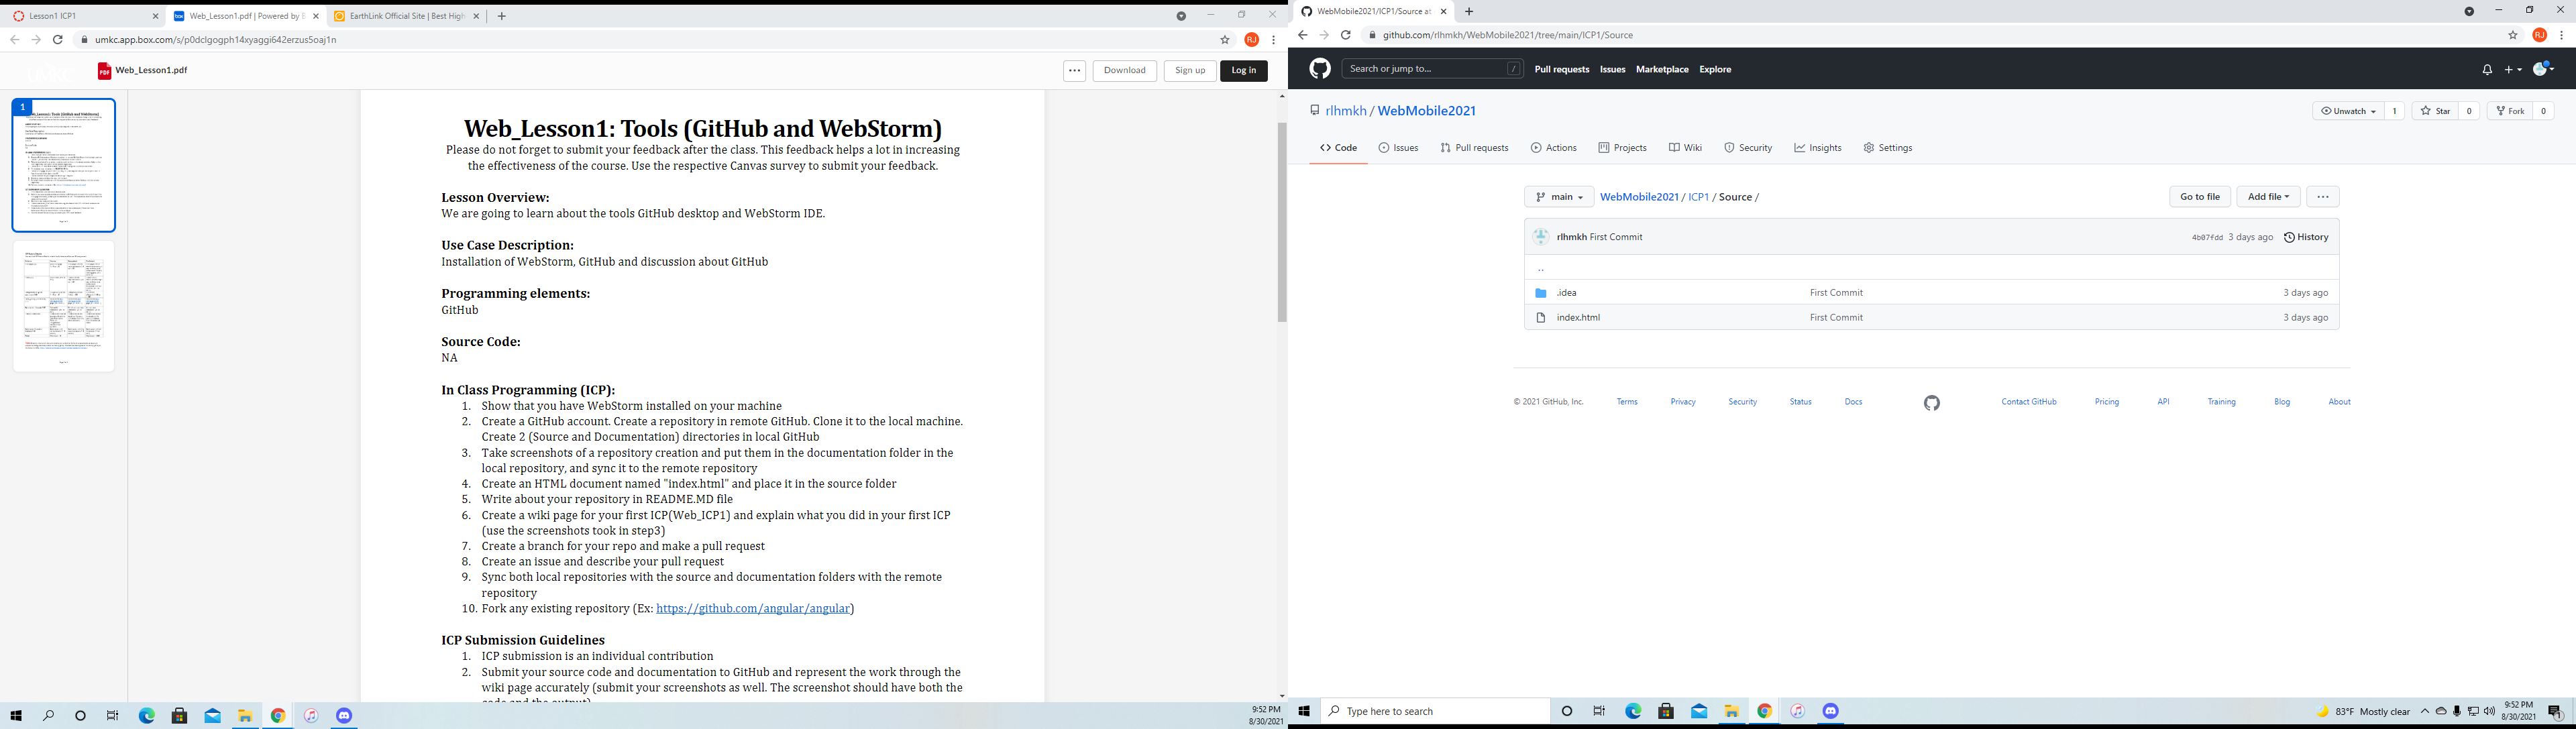 Lesson1 ICP1
Web_Lesson1.pdf | Powered by B
EarthLink Official Site | Best High
umkc.app.box.com/s/p0dclgogph14xyaggi642erzus5oaj1n
RJ
PDF
Web_Lesson1.pdf
Download
Sign up
Log in
1
Web_Lesson1: Tools (GitHub and WebStorm)
Please do not forget to submit your feedback after the class. This feedback helps a lot in increasing
the effectiveness of the course. Use the respective Canvas survey to submit your feedback.
Lesson Overview:
We are going to learn about the tools GitHub desktop and WebStorm IDE.
Use Case Description:
Installation of WebStorm, GitHub and discussion about GitHub
Programming elements:
GitHub
Source Code:
NA
In Class Programming (ICP):
1. Show that you have WebStorm installed on your machine
2. Create a GitHub account. Create a repository in remote GitHub. Clone it to the local machine.
Create 2 (Source and Documentation) directories in local GitHub
3. Take screenshots of a repository creation and put them in the documentation folder in the
local repository, and sync it to the remote repository
4. Create an HTML document named "index.html" and place it in the source folder
5. Write about your repository in README.MD file
6. Create a wiki page for your first ICP(Web_ICP1) and explain what you did in your first ICP
(use the screenshots took in step3)
7. Create a branch for your repo and make a pull request
8. Create an issue and describe your pull request
9. Sync both local repositories with the source and documentation folders with the remote
repository
10. Fork any existing repository (Ex: https://github.com/angular/angular)
ICP Submission Guidelines
1. ICP submission is an individual contribution
2. Submit your source code and documentation to GitHub and represent the work through the
wiki page accurately (submit your screenshots as well. The screenshot should have both the
code and the output)
9:52 PM
8/30/2021
WebMobile2021/ICP1/Source at
github.com/rlhmkh/WebMobile2021/tree/main/ICP1/Source
RJ
Search or jump to... /
Pull requests Issues Marketplace Explore
rlhmkh / WebMobile2021
Unwatch 1 Star 0 Fork 0
Code Issues Pull requests Actions Projects Wiki Security Insights Settings
main WebMobile2021 / ICP1 / Source /
Go to file Add file ...
rlhmkh First Commit 4b07fdd 3 days ago History
..
.idea First Commit 3 days ago
index.html First Commit 3 days ago
© 2021 GitHub, Inc. Terms Privacy Security Status Docs Contact GitHub Pricing API Training Blog About
Type here to search
83°F Mostly clear
9:52 PM
8/30/2021
1